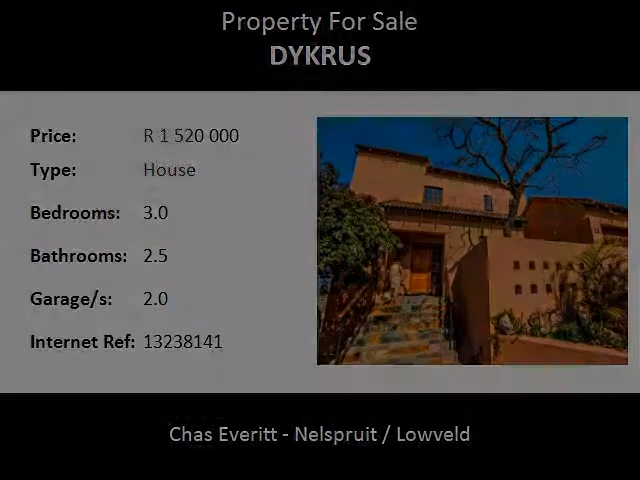 Property For Sale
DYKRUS
Price: R 1 520 000
Type: House
Bedrooms: 3.0
Bathrooms: 2.5
Garage/s: 2.0
Internet Ref: 13238141
Chas Everitt - Nelspruit / Lowveld